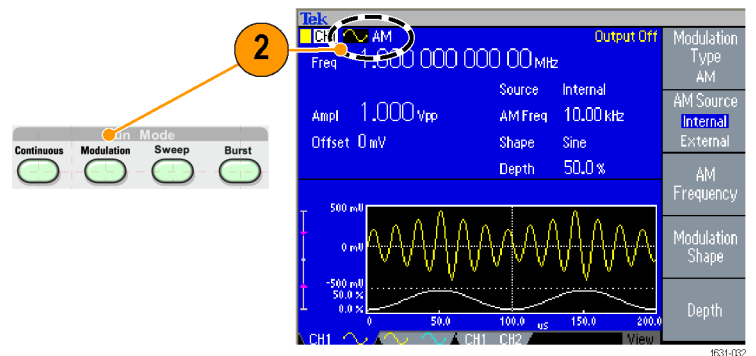 2
Run Mode
Continuous Modulation Sweep Burst
Tek
CH1 AM Output Off
Freq 1.000 000 000 00 MHz
Source Internal
Ampl 1.000 Vpp AM Freq 10.00 kHz
Offset 0 mV Shape Sine
Depth 50.0 %
Modulation
Type
AM
AM Source
Internal
External
AM
Frequency
Modulation
Shape
Depth
500 mV
0 mV
-500 mV
50.0 %
0.0 %
0 50.0 100.0 us 150.0 200.0
CH1 CH1 CH2 View
1631-032